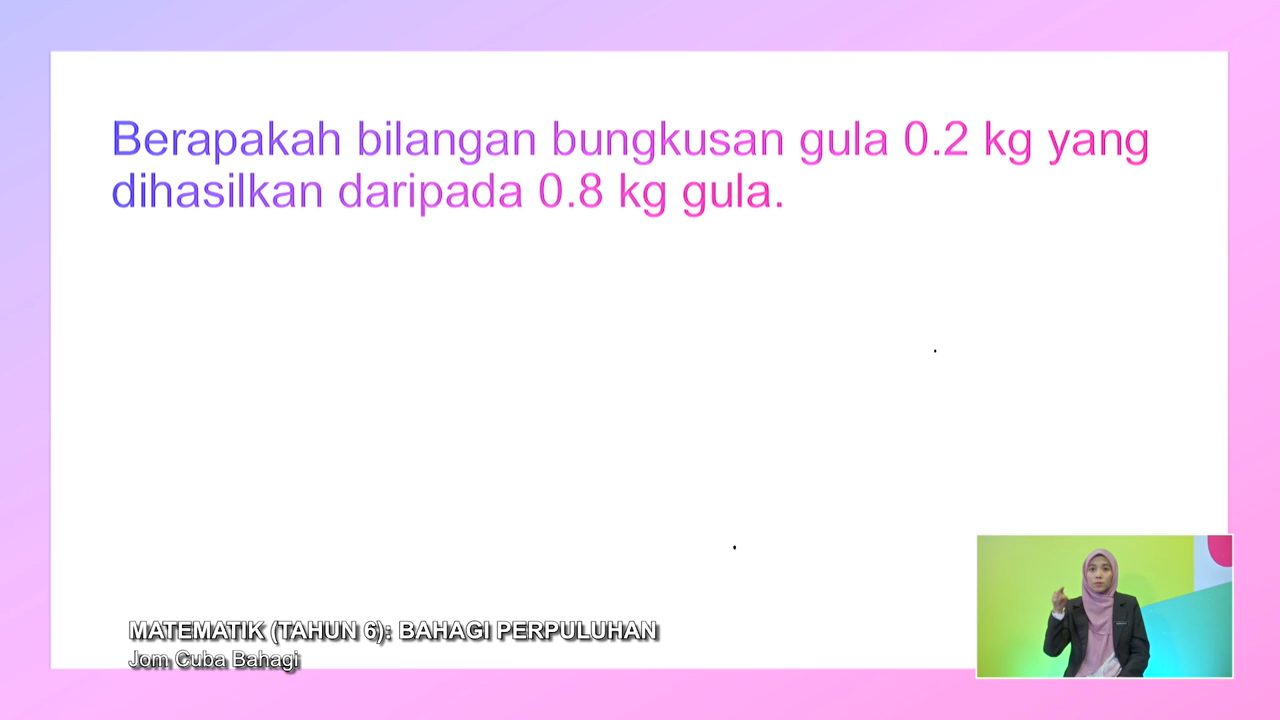 Berapakah bilangan bungkusan gula 0.2 kg yang
dihasilkan daripada 0.8 kg gula.
MATEMATIK (TAHUN 6): BAHAGI PERPULUHAN
Jom Cuba Bahagi